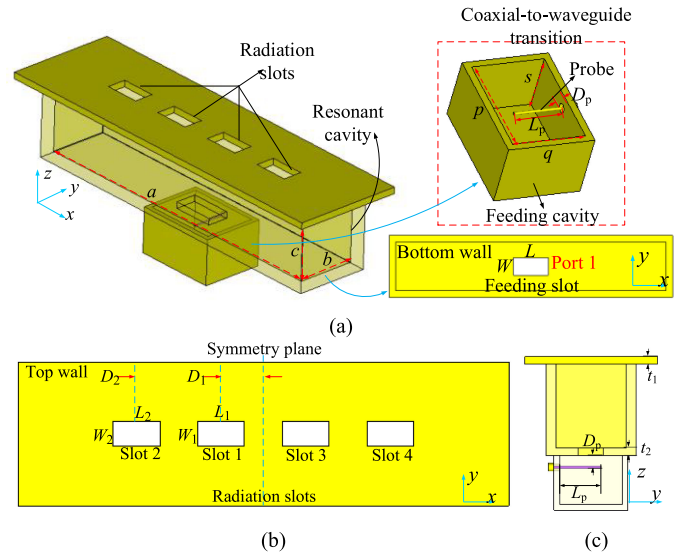 (a)
Radiation
slots
Resonant
cavity
z
y
x
a
c
b
Coaxial-to-waveguide
transition
Probe
s
Dp
p
Lp
q
Feeding cavity
Bottom wall
L
W
Port 1
Feeding slot
y
x
(a)
Symmetry plane
Top wall
D2
D1
L2
L1
W2
W1
Slot 2
Slot 1
Slot 3
Slot 4
Radiation slots
y
x
(b)
t1
t2
Dp
Lp
z
y
(c)